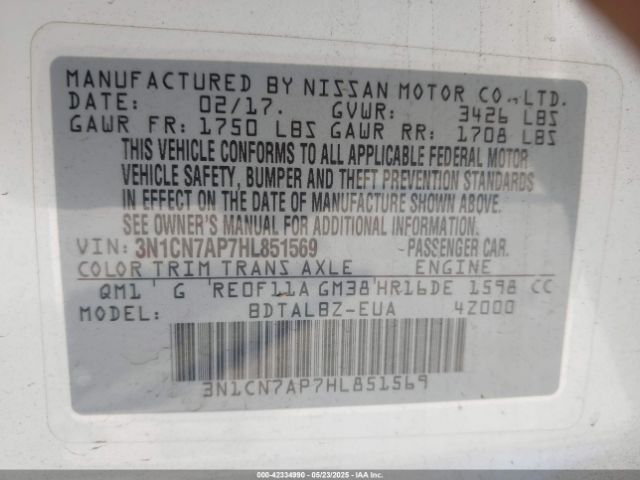 MANUFACTURED BY NISSAN MOTOR CO., LTD.
DATE: 02/17. GVWR: 3426 LBS
GAWR FR: 1750 LBS GAWR RR: 1708 LBS
THIS VEHICLE CONFORMS TO ALL APPLICABLE FEDERAL MOTOR
VEHICLE SAFETY, BUMPER AND THEFT PREVENTION STANDARDS
IN EFFECT ON THE DATE OF MANUFACTURE SHOWN ABOVE.
SEE OWNER'S MANUAL FOR ADDITIONAL INFORMATION.
VIN: 3N1CN7AP7HL851569 PASSENGER CAR.
COLOR TRIM TRANS AXLE ENGINE
QM1 G RE0F11A GM38 HR16DE 1598 CC
MODEL: BDTALBZ-EUA 4Z000
3N1CN7AP7HL851569
000-42334990 - 05/23/2025 - IAA Inc.